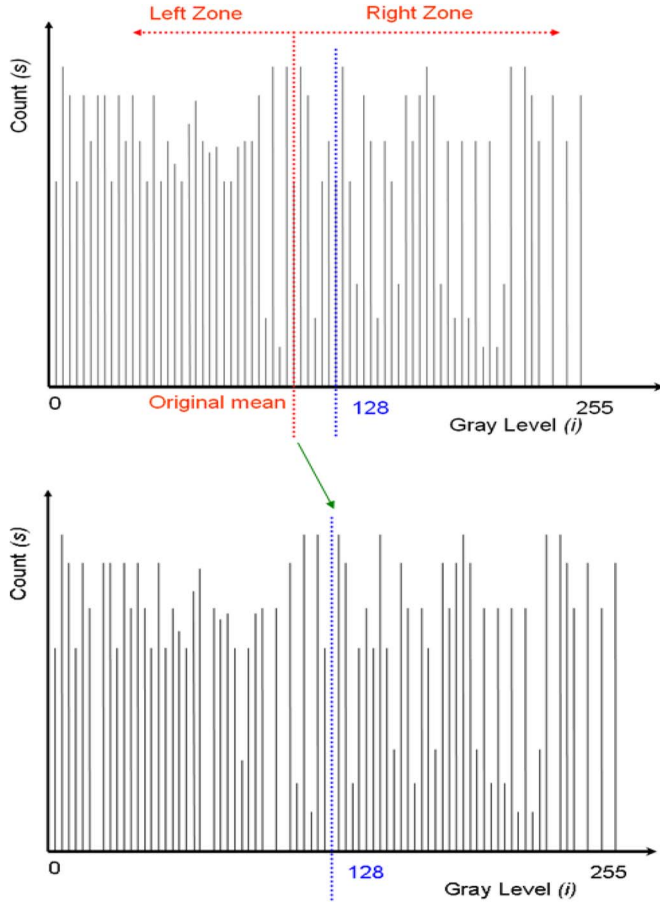 Left Zone Right Zone
Count (s)
0 Original mean 128 255
Gray Level (i)
Count (s)
0 128 255
Gray Level (i)